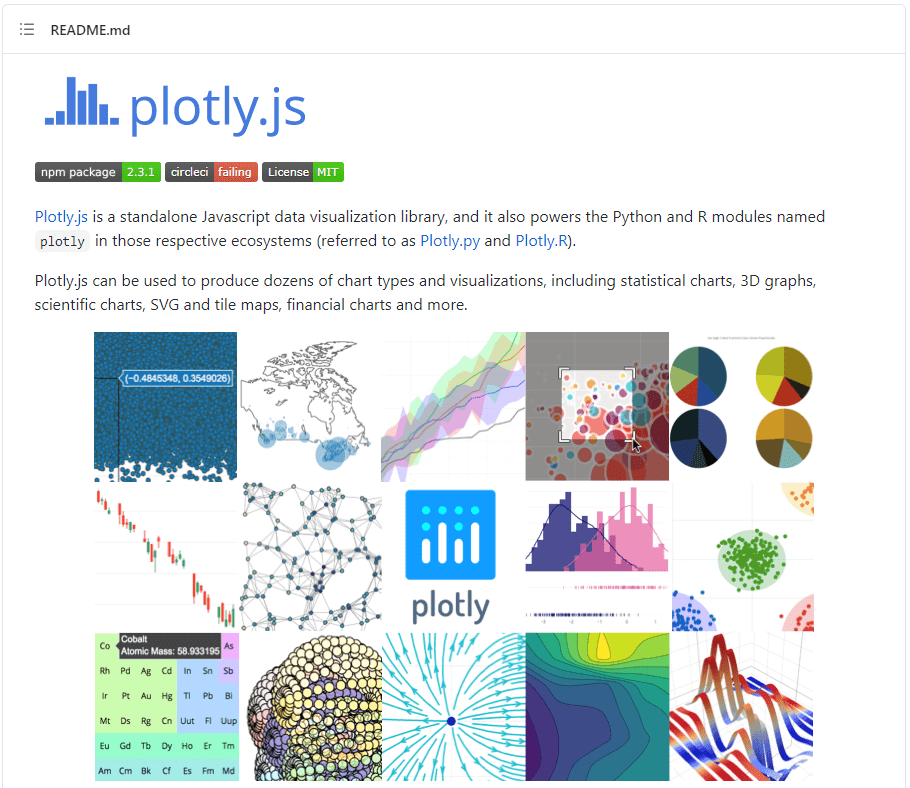 README.md
plotly.js
npm package 2.3.1 circleci failing License MIT
Plotly.js is a standalone Javascript data visualization library, and it also powers the Python and R modules named
plotly in those respective ecosystems (referred to as Plotly.py and Plotly.R).
Plotly.js can be used to produce dozens of chart types and visualizations, including statistical charts, 3D graphs,
scientific charts, SVG and tile maps, financial charts and more.
(−0.4845348, 0.3549026)
plotly
Cobalt
Co Atomic Mass: 58.933195 As
Rh Pd Ag Cd In Sn Sb
Ir Pt Au Hg Tl Pb Bi
Mt Ds Rg Cn Uut Fl Uup
Eu Gd Tb Dy Ho Er Tm
Am Cm Bk Cf Es Fm Md